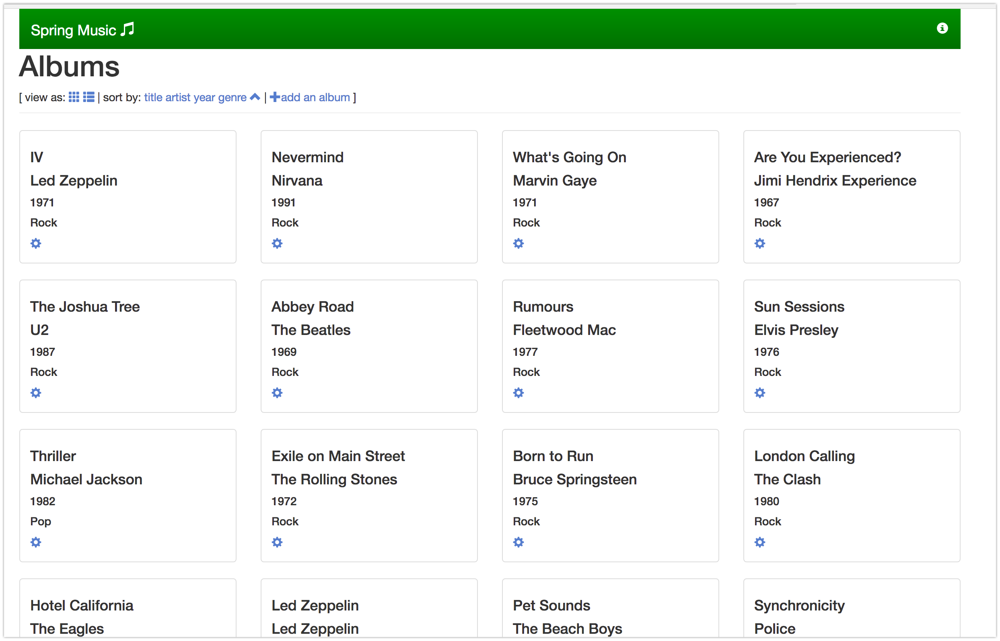 Spring Music
Albums
[ view as: | sort by: title artist year genre | add an album ]
IV
Led Zeppelin
1971
Rock
Nevermind
Nirvana
1991
Rock
What's Going On
Marvin Gaye
1971
Rock
Are You Experienced?
Jimi Hendrix Experience
1967
Rock
The Joshua Tree
U2
1987
Rock
Abbey Road
The Beatles
1969
Rock
Rumours
Fleetwood Mac
1977
Rock
Sun Sessions
Elvis Presley
1976
Rock
Thriller
Michael Jackson
1982
Pop
Exile on Main Street
The Rolling Stones
1972
Rock
Born to Run
Bruce Springsteen
1975
Rock
London Calling
The Clash
1980
Rock
Hotel California
The Eagles
Led Zeppelin
Led Zeppelin
Pet Sounds
The Beach Boys
Synchronicity
Police